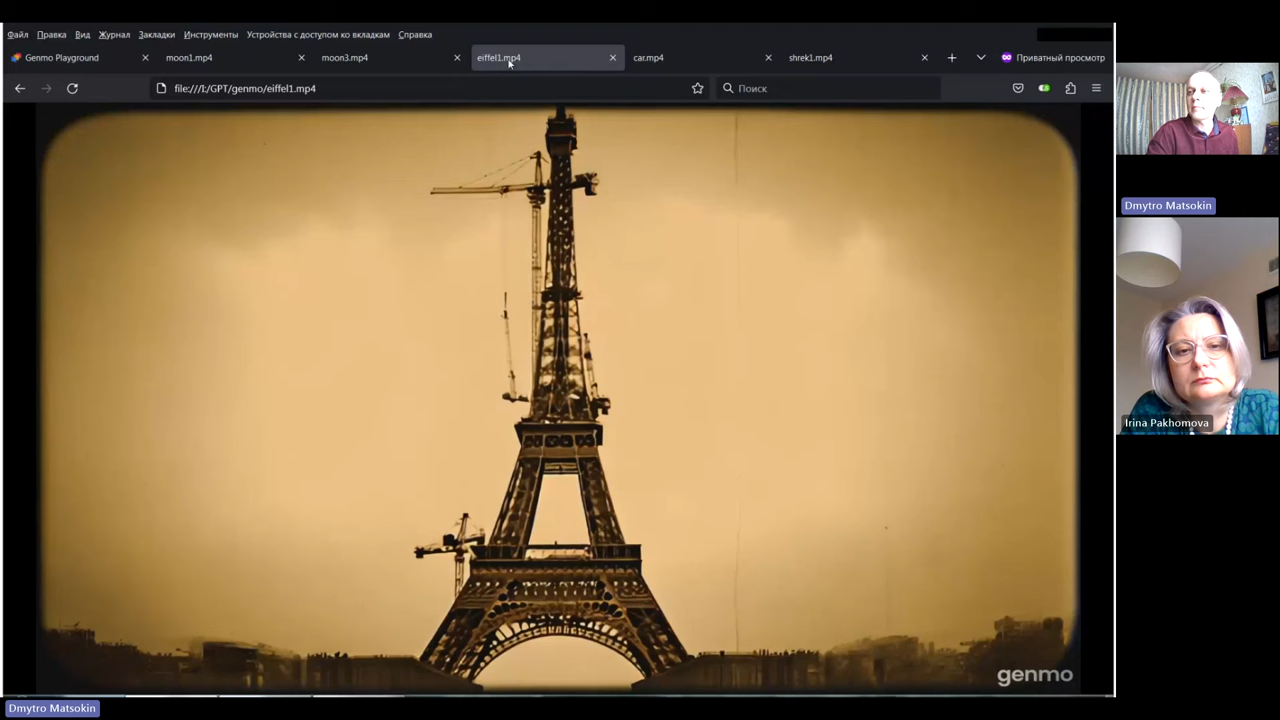 Файл Правка Вид Журнал Закладки Инструменты Устройства с доступом ко вкладкам Справка
Genmo Playground moon1.mp4 moon3.mp4 eiffel1.mp4 car.mp4 shrek1.mp4 Приватный просмотр
file:///I:/GPT/genmo/eiffel1.mp4 Поиск
Dmytro Matsokin
Irina Pakhomova
genmo
Dmytro Matsokin